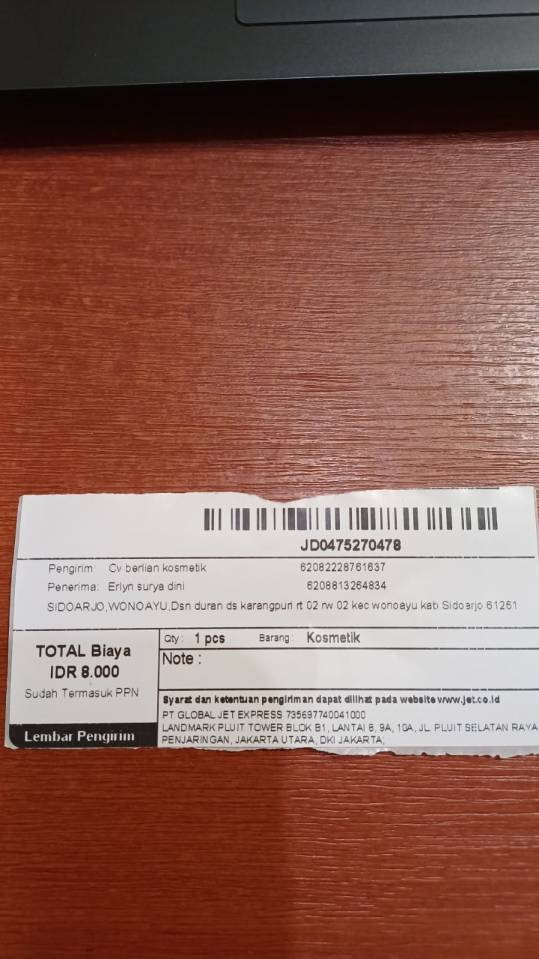 JD0475270478
Pengirim Cv berlian kosmetik 62082228761637
Penerima: Erlyn surya dini 6208813264834
SIDOARJO,WONOAYU,Dsn duran ds karangpuri rt 02 rw 02 kec wonoayu kab Sidoarjo 61261
TOTAL Biaya
IDR 8.000
Sudah Termasuk PPN
Lembar Pengirim
Qty : 1 pcs Barang : Kosmetik
Note :
Syarat dan ketentuan pengiriman dapat dilihat pada website www.jet.co.id
PT GLOBAL JET EXPRESS 735697740041000
LANDMARK PLUIT TOWER BLOK B1, LANTAI 8, 9A, 10A, JL. PLUIT SELATAN RAYA
PENJARINGAN, JAKARTA UTARA, DKI JAKARTA;